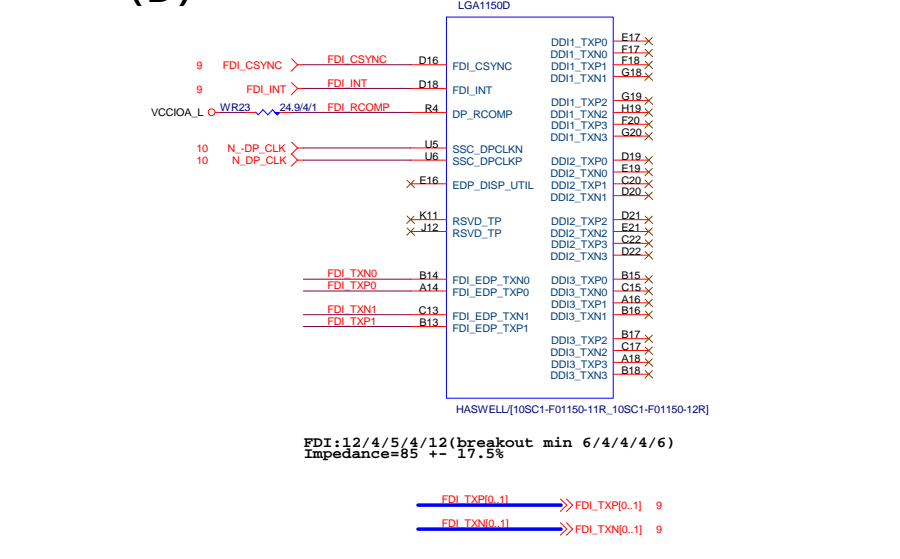 (D)
LGA1150D
9 FDI_CSYNC FDI_CSYNC D16 FDI_CSYNC
9 FDI_INT FDI_INT D18 FDI_INT
VCCIOA_L WR23 24.9/4/1 FDI_RCOMP R4 DP_RCOMP
10 N_-DP_CLK U5 SSC_DPCLKN
10 N_DP_CLK U6 SSC_DPCLKP
E16 EDP_DISP_UTIL
K11 RSVD_TP
J12 RSVD_TP
FDI_TXN0 B14 FDI_EDP_TXN0
FDI_TXP0 A14 FDI_EDP_TXP0
FDI_TXN1 C13 FDI_EDP_TXN1
FDI_TXP1 B13 FDI_EDP_TXP1
DDI1_TXP0 E17
DDI1_TXN0 F17
DDI1_TXP1 F18
DDI1_TXN1 G18
DDI1_TXP2 G19
DDI1_TXN2 H19
DDI1_TXP3 F20
DDI1_TXN3 G20
DDI2_TXP0 D19
DDI2_TXN0 E19
DDI2_TXP1 C20
DDI2_TXN1 D20
DDI2_TXP2 D21
DDI2_TXN2 E21
DDI2_TXP3 C22
DDI2_TXN3 D22
DDI3_TXP0 B15
DDI3_TXN0 C15
DDI3_TXP1 A16
DDI3_TXN1 B16
DDI3_TXP2 B17
DDI3_TXN2 C17
DDI3_TXP3 A18
DDI3_TXN3 B18
HASWELL/[10SC1-F01150-11R_10SC1-F01150-12R]
FDI:12/4/5/4/12(breakout min 6/4/4/4/6)
Impedance=85 +- 17.5%
FDI_TXP[0..1] FDI_TXP[0..1] 9
FDI_TXN[0..1] FDI_TXN[0..1] 9